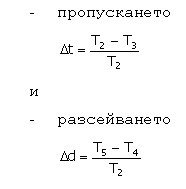 - пропускането
Δt = (T₂ − T₃) / T₂
и
- разсейването
Δd = (T₅ − T₄) / T₂